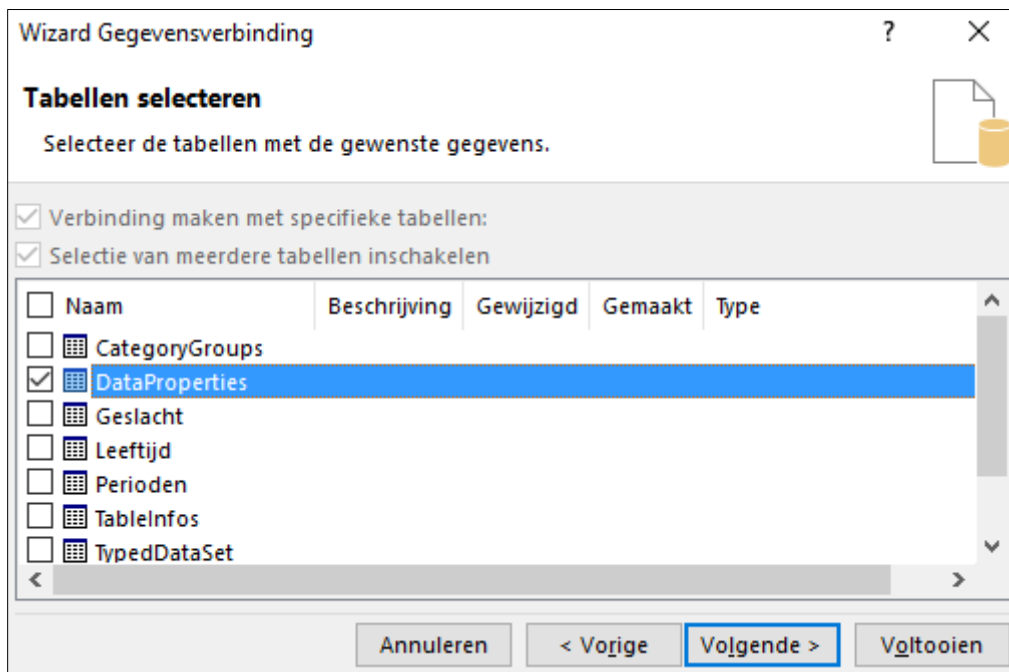 Wizard Gegevensverbinding ?
Tabellen selecteren
Selecteer de tabellen met de gewenste gegevens.
Verbinding maken met specifieke tabellen:
Selectie van meerdere tabellen inschakelen
Naam Beschrijving Gewijzigd Gemaakt Type
CategoryGroups
DataProperties
Geslacht
Leeftijd
Perioden
TableInfos
TypedDataSet
Annuleren < Vorige Volgende > Voltooien